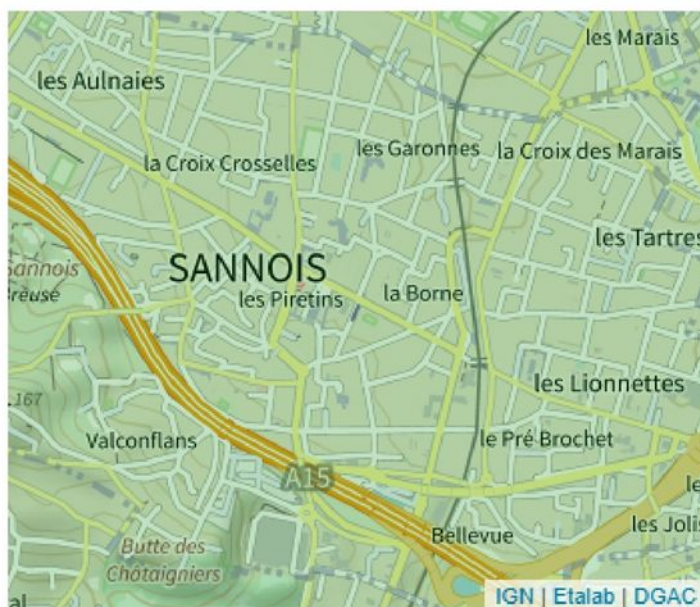 les Marais
les Aulnaies
la Croix Crosselles
les Garonnes
la Croix des Marais
les Tartres
SANNOIS
Sannois
les Piretins
la Borne
167
les Lionnettes
Valconflans
le Pré Brochet
A15
le
les Jolis
Bellevue
Butte des
Châtaigniers
al
IGN | Etalab | DGAC